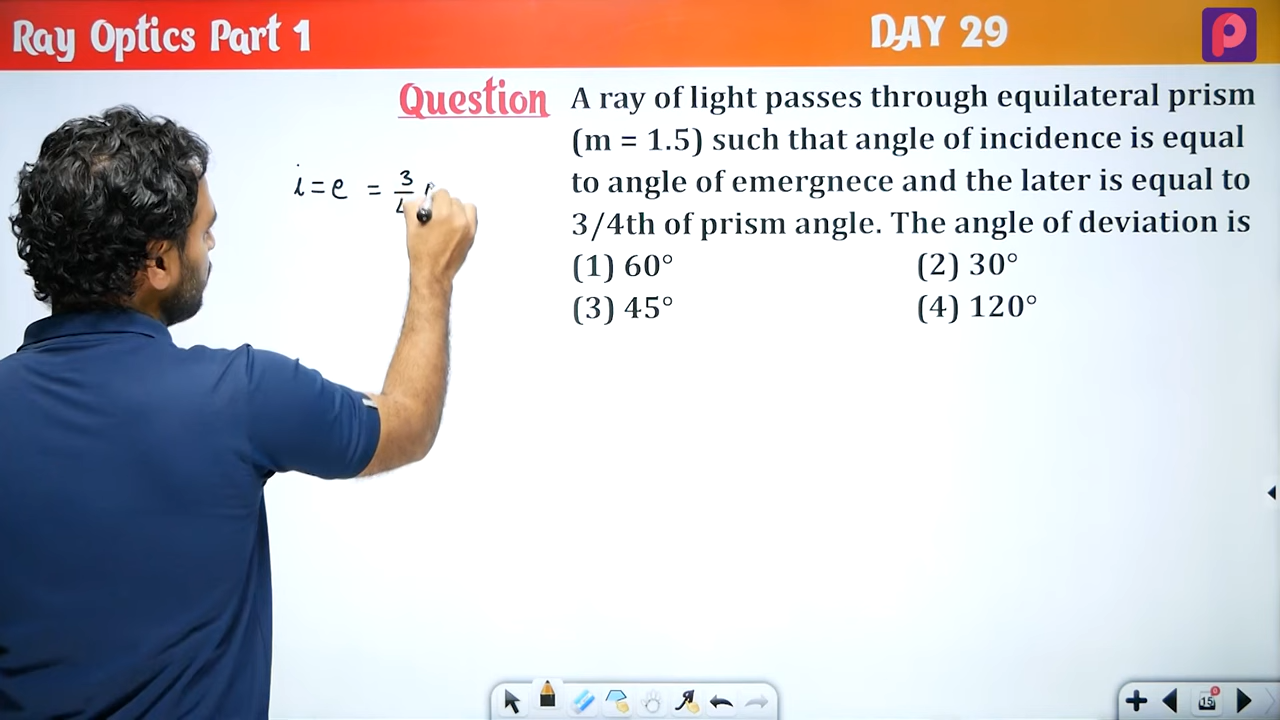 Ray Optics Part 1
DAY 29
Question
A ray of light passes through equilateral prism
(m = 1.5) such that angle of incidence is equal
to angle of emergnece and the later is equal to
3/4th of prism angle. The angle of deviation is
(1) 60°
(2) 30°
(3) 45°
(4) 120°
i = e = 3/4
15